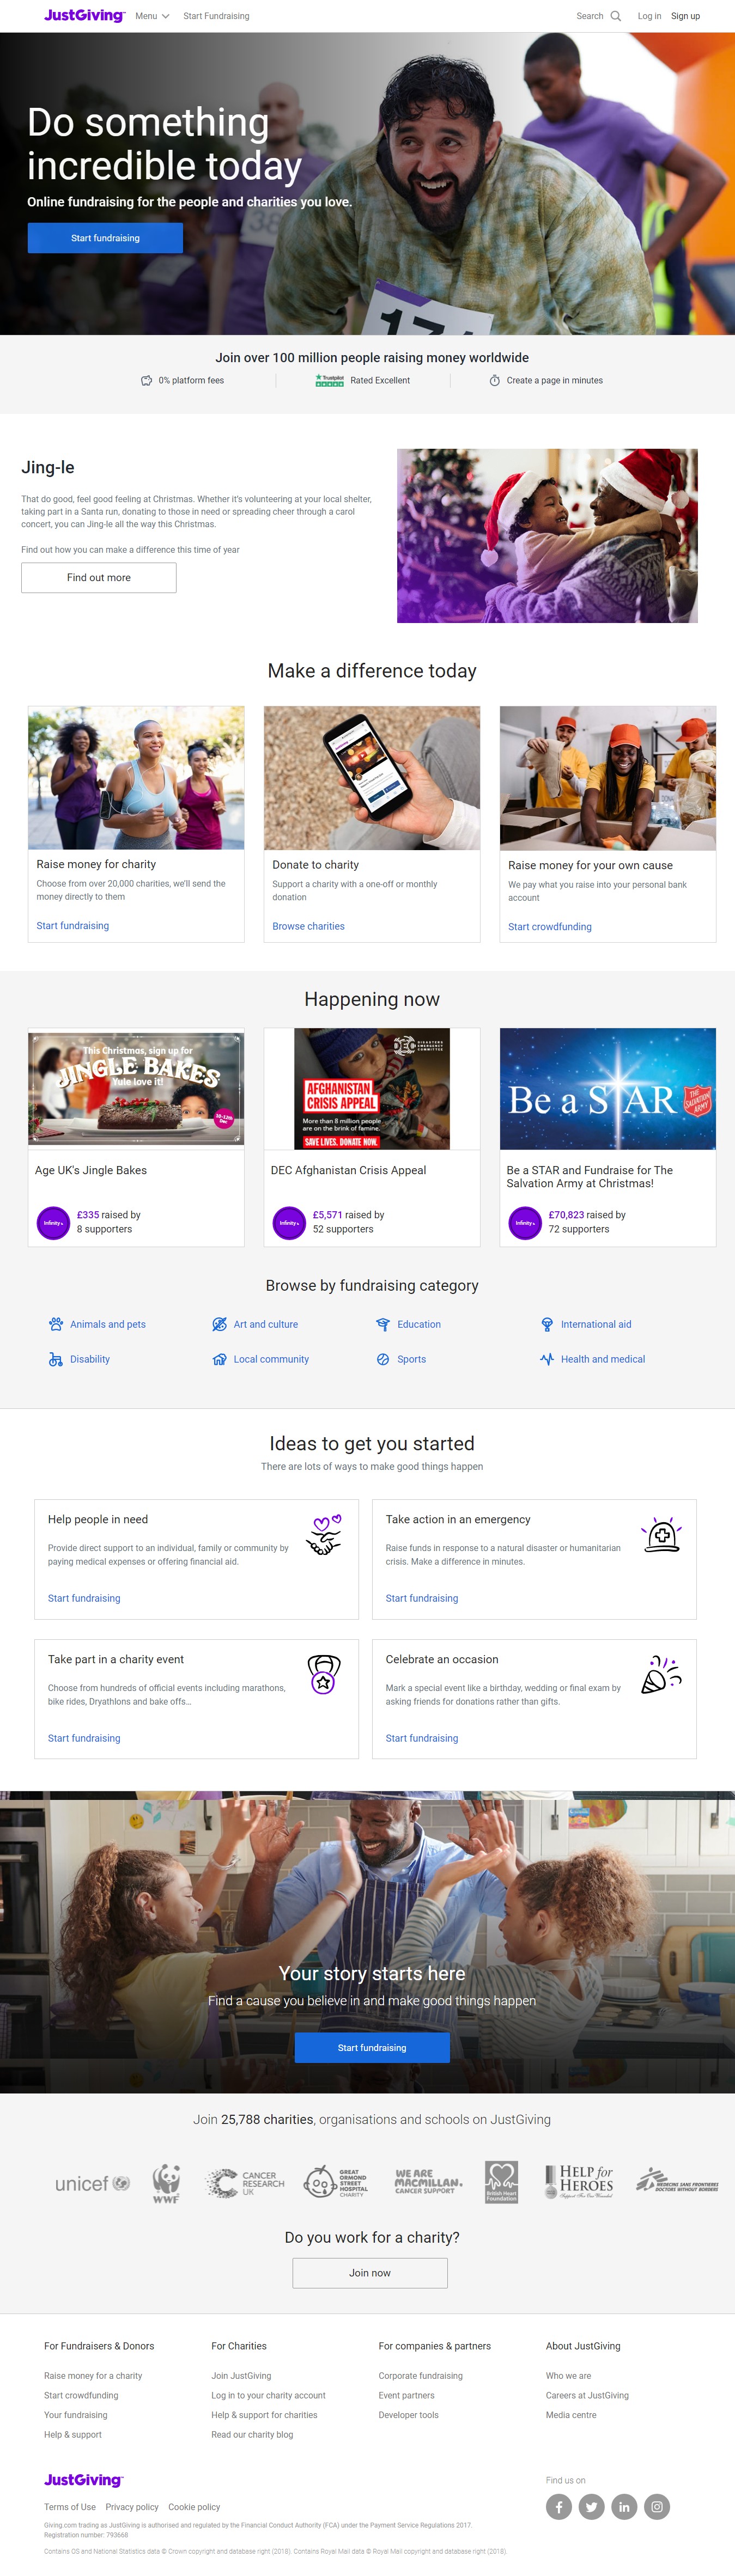 JustGiving™
Menu
Start Fundraising
Search
Log in
Sign up
Do something
incredible today
Online fundraising for the people and charities you love.
Start fundraising
Join over 100 million people raising money worldwide
0% platform fees
Trustpilot
Rated Excellent
Create a page in minutes
Jing-le
That do good, feel good feeling at Christmas. Whether it's volunteering at your local shelter,
taking part in a Santa run, donating to those in need or spreading cheer through a carol
concert, you can Jing-le all the way this Christmas.
Find out how you can make a difference this time of year
Find out more
Make a difference today
Raise money for charity
Choose from over 20,000 charities, we'll send the
money directly to them
Start fundraising
Donate to charity
Support a charity with a one-off or monthly
donation
Browse charities
Raise money for your own cause
We pay what you raise into your personal bank
account
Start crowdfunding
Happening now
This Christmas, sign up for
JINGLE BAKES
Yule love it!
10-12th
Dec
Age UK's Jingle Bakes
Infinity
£335 raised by
8 supporters
DEC
DISASTERS
EMERGENCY
COMMITTEE
AFGHANISTAN
CRISIS APPEAL
More than 8 million people
are on the brink of famine.
SAVE LIVES. DONATE NOW.
DEC Afghanistan Crisis Appeal
Infinity
£5,571 raised by
52 supporters
Be a STAR
THE
SALVATION
ARMY
Be a STAR and Fundraise for The
Salvation Army at Christmas!
Infinity
£70,823 raised by
72 supporters
Browse by fundraising category
Animals and pets
Art and culture
Education
International aid
Disability
Local community
Sports
Health and medical
Ideas to get you started
There are lots of ways to make good things happen
Help people in need
Provide direct support to an individual, family or community by
paying medical expenses or offering financial aid.
Start fundraising
Take action in an emergency
Raise funds in response to a natural disaster or humanitarian
crisis. Make a difference in minutes.
Start fundraising
Take part in a charity event
Choose from hundreds of official events including marathons,
bike rides, Dryathlons and bake offs...
Start fundraising
Celebrate an occasion
Mark a special event like a birthday, wedding or final exam by
asking friends for donations rather than gifts.
Start fundraising
Your story starts here
Find a cause you believe in and make good things happen
Start fundraising
Join 25,788 charities, organisations and schools on JustGiving
unicef
WWF
CANCER
RESEARCH
UK
GREAT
ORMOND
STREET
HOSPITAL
CHARITY
WE ARE
MACMILLAN.
CANCER SUPPORT
British Heart
Foundation
HELP for
HEROES
Support For Our Wounded
MEDECINS SANS FRONTIERES
DOCTORS WITHOUT BORDERS
Do you work for a charity?
Join now
For Fundraisers & Donors
Raise money for a charity
Start crowdfunding
Your fundraising
Help & support
For Charities
Join JustGiving
Log in to your charity account
Help & support for charities
Read our charity blog
For companies & partners
Corporate fundraising
Event partners
Developer tools
About JustGiving
Who we are
Careers at JustGiving
Media centre
JustGiving™
Find us on
Terms of Use
Privacy policy
Cookie policy
Giving.com trading as JustGiving is authorised and regulated by the Financial Conduct Authority (FCA) under the Payment Service Regulations 2017.
Registration number: 793668
Contains OS and National Statistics data © Crown copyright and database right (2018). Contains Royal Mail data © Royal Mail copyright and database right (2018).